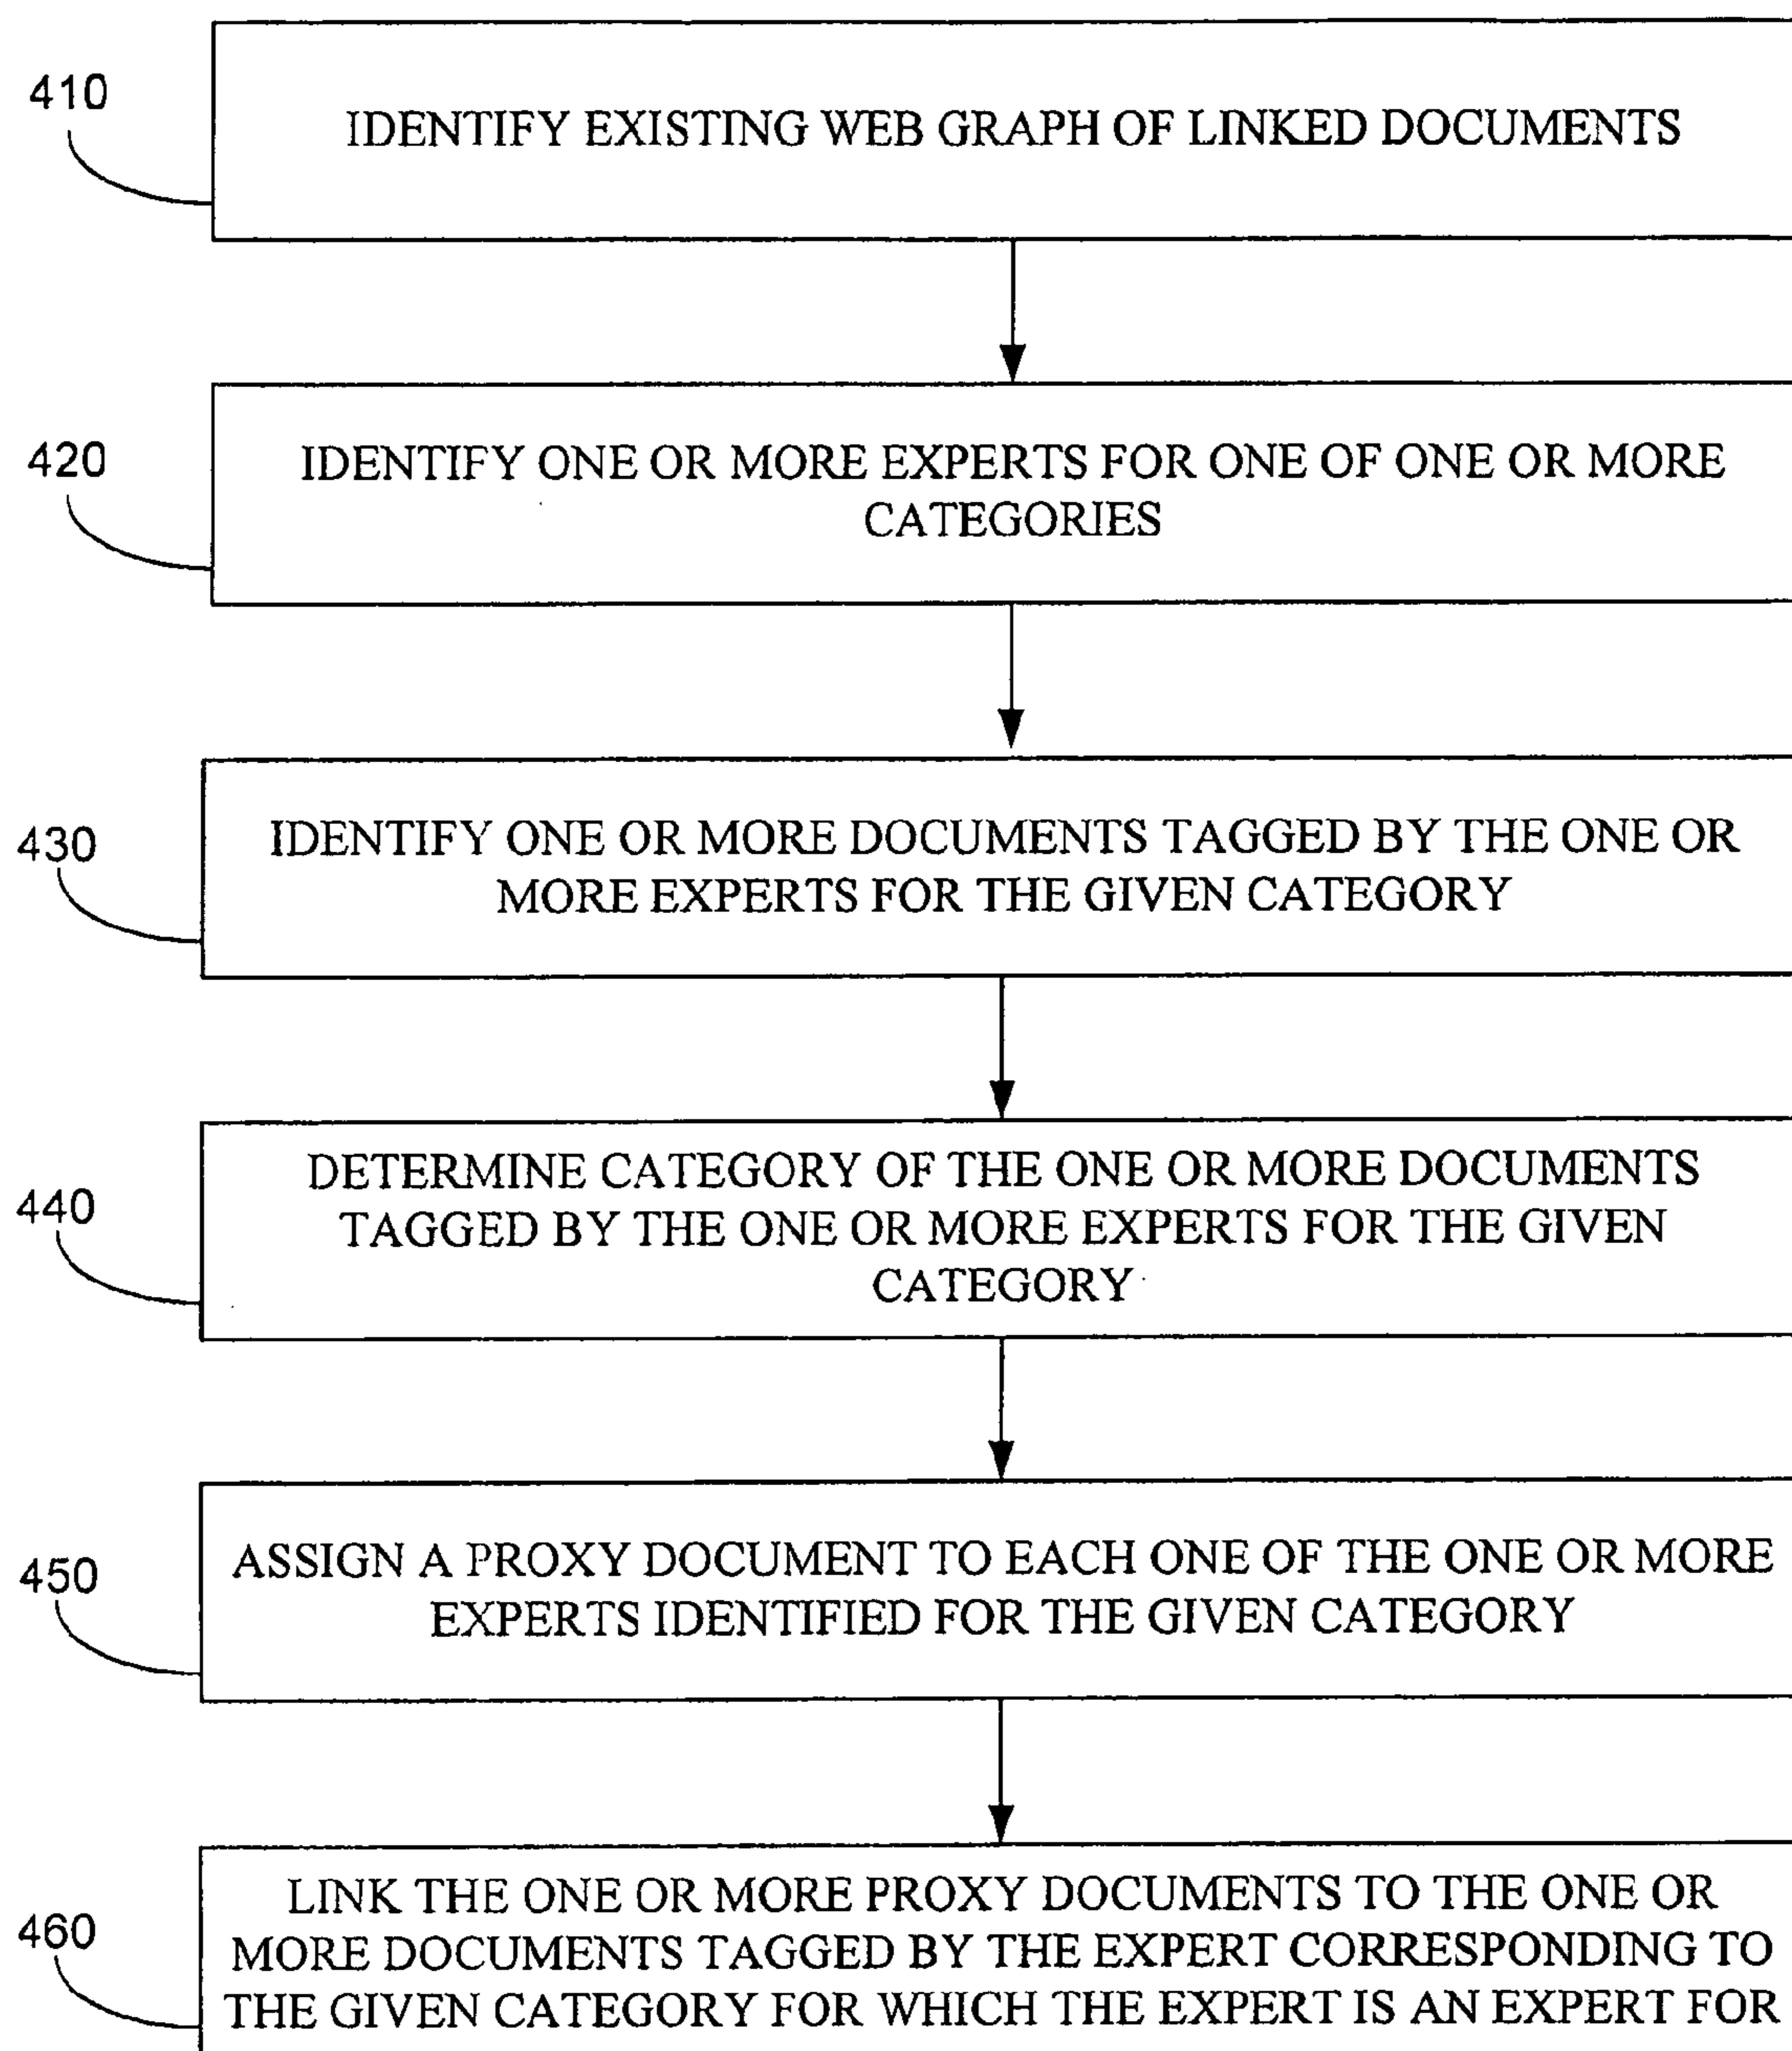 410
IDENTIFY EXISTING WEB GRAPH OF LINKED DOCUMENTS
420
IDENTIFY ONE OR MORE EXPERTS FOR ONE OF ONE OR MORE
CATEGORIES
430
IDENTIFY ONE OR MORE DOCUMENTS TAGGED BY THE ONE OR
MORE EXPERTS FOR THE GIVEN CATEGORY
440
DETERMINE CATEGORY OF THE ONE OR MORE DOCUMENTS
TAGGED BY THE ONE OR MORE EXPERTS FOR THE GIVEN
CATEGORY
450
ASSIGN A PROXY DOCUMENT TO EACH ONE OF THE ONE OR MORE
EXPERTS IDENTIFIED FOR THE GIVEN CATEGORY
460
LINK THE ONE OR MORE PROXY DOCUMENTS TO THE ONE OR
MORE DOCUMENTS TAGGED BY THE EXPERT CORRESPONDING TO
THE GIVEN CATEGORY FOR WHICH THE EXPERT IS AN EXPERT FOR